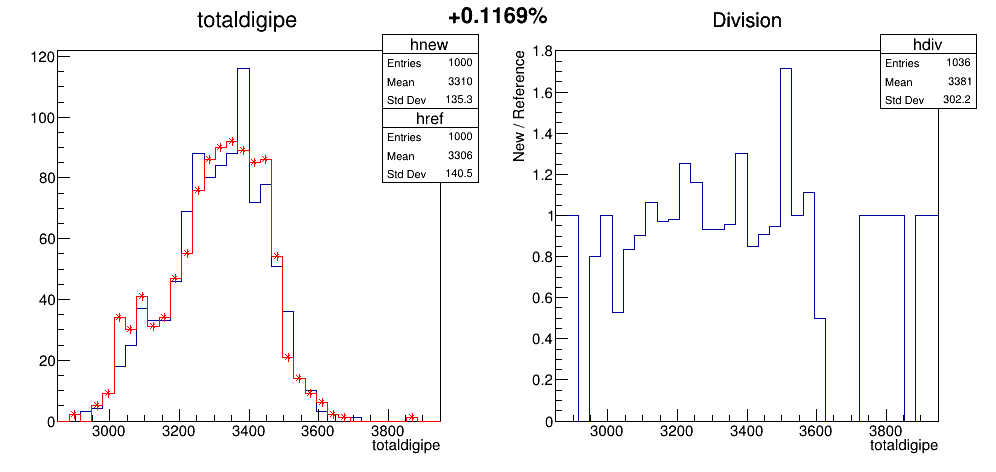 +0.1169%
totaldigipe
hnew
Entries 1000
Mean 3310
Std Dev 135.3
href
Entries 1000
Mean 3306
Std Dev 140.5
120
100
80
60
40
20
0
3000 3200 3400 3600 3800
totaldigipe
Division
hdiv
Entries 1036
Mean 3381
Std Dev 302.2
New / Reference
1.8
1.6
1.4
1.2
1
0.8
0.6
0.4
0.2
0
3000 3200 3400 3600 3800
totaldigipe